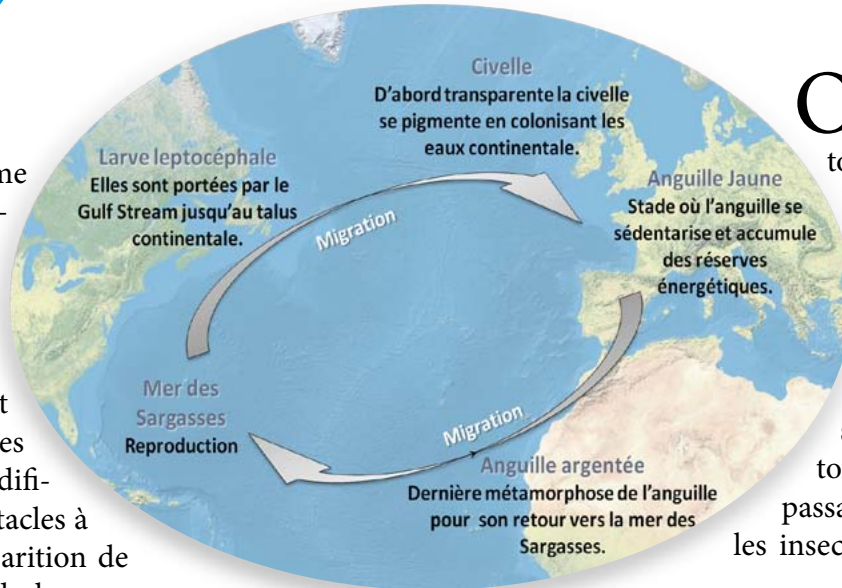 Civelle
D'abord transparente la civelle
se pigmente en colonisant les
eaux continentale.
Larve leptocéphale
Elles sont portées par le
Gulf Stream jusqu'au talus
continentale.
Migration
Anguille Jaune
Stade où l'anguille se
sédentarise et accumule
des réserves
énergétiques.
Mer des
Sargasses
Reproduction
Migration
Anguille argentée
Dernière métamorphose de l'anguille
pour son retour vers la mer des
Sargasses.
es
difi-
tacles à
arition de
passa
les insec